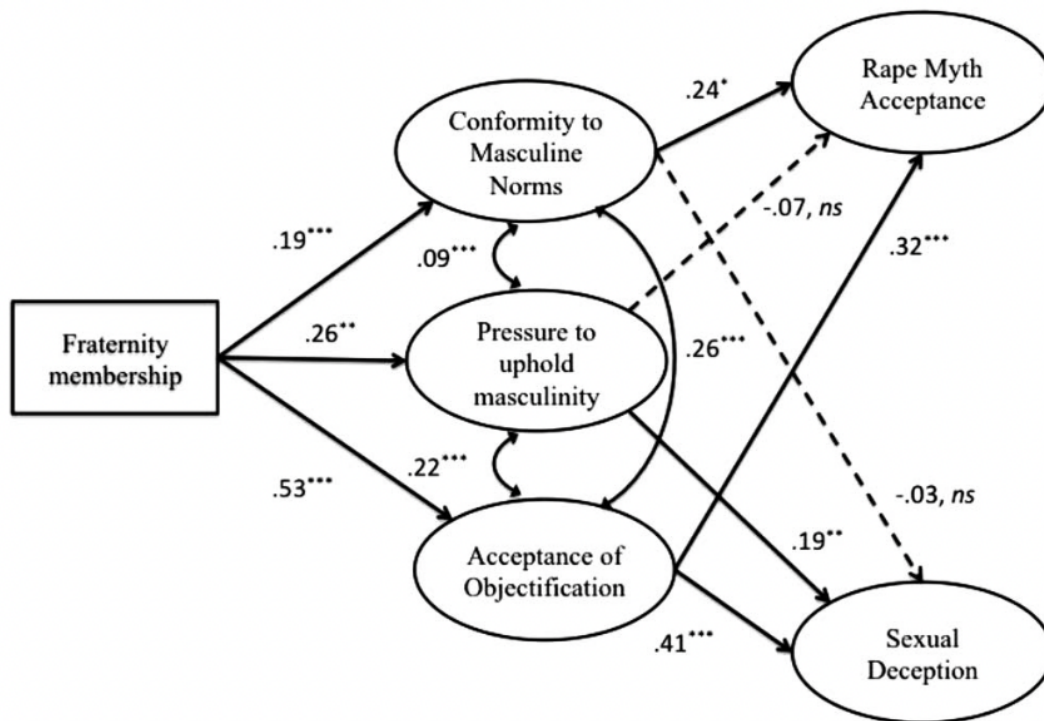 Rape Myth
Acceptance
.24*
Conformity to
Masculine
Norms
-.07, ns
.19***
.09***
.32***
Fraternity
membership
.26**
Pressure to
uphold
masculinity
.26***
.22***
.53***
-.03, ns
.19**
Acceptance of
Objectification
.41***
Sexual
Deception